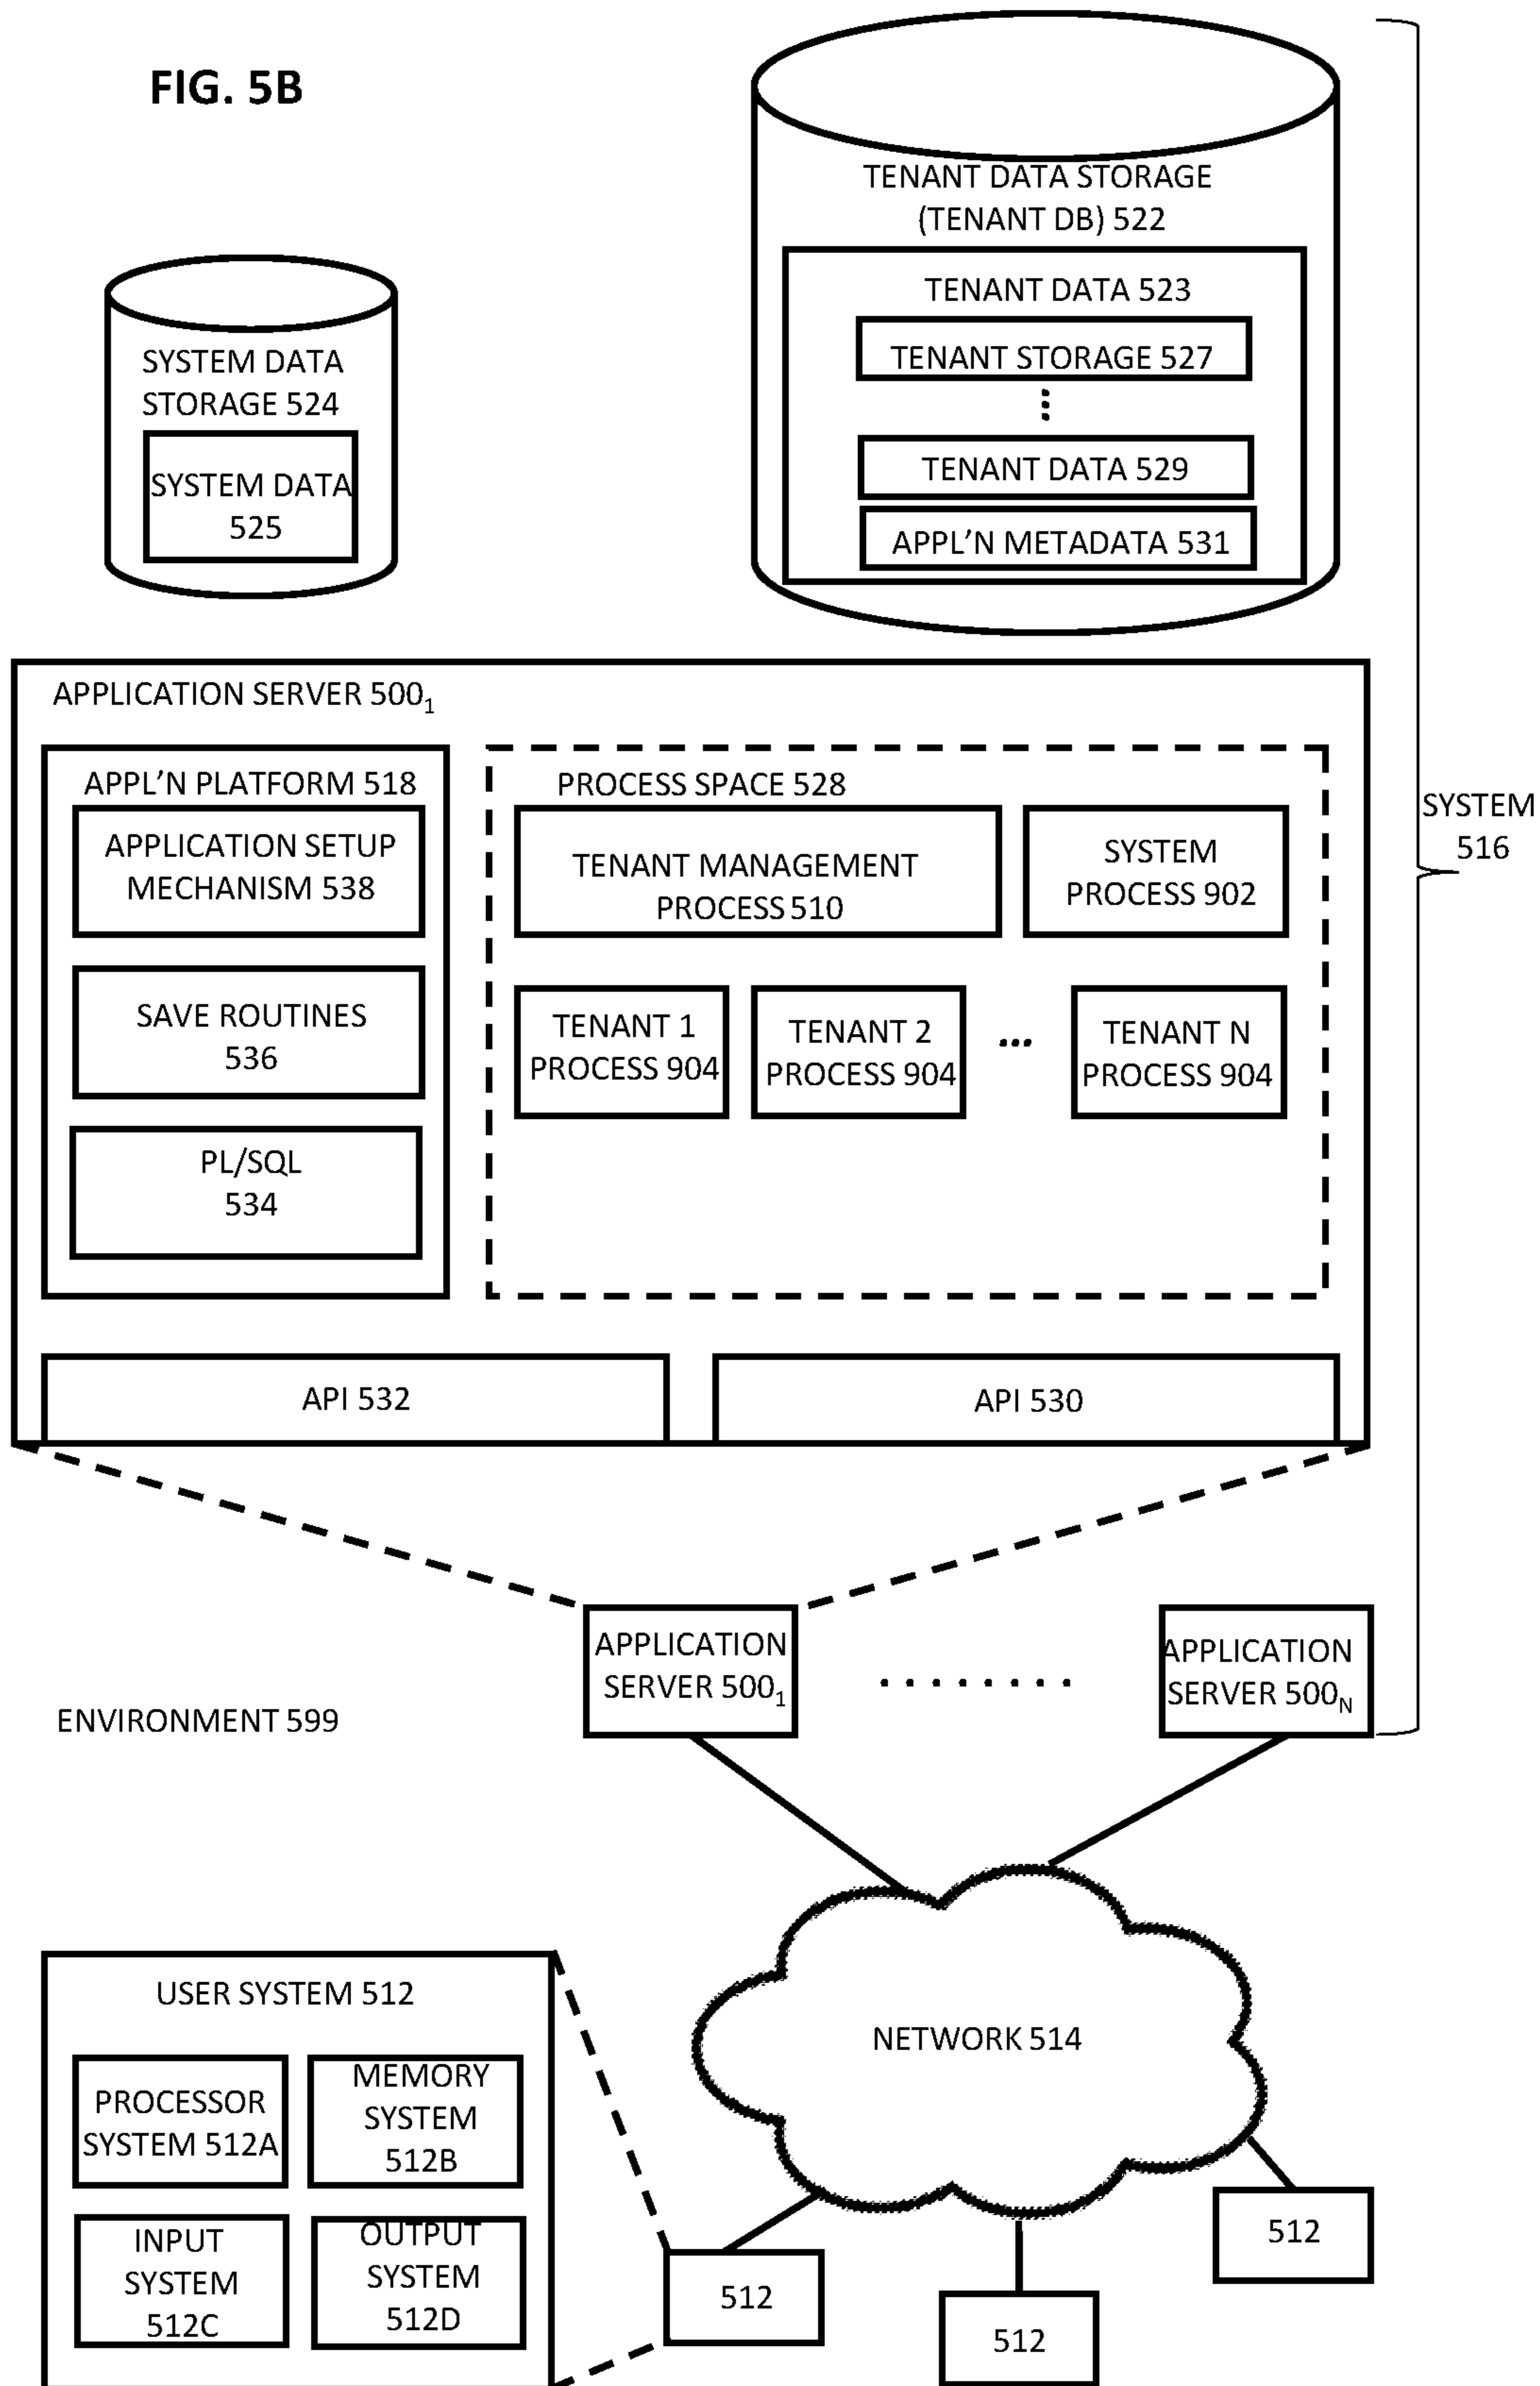 FIG. 5B
TENANT DATA STORAGE
(TENANT DB) 522
TENANT DATA 523
TENANT STORAGE 527
TENANT DATA 529
APPL'N METADATA 531
SYSTEM DATA
STORAGE 524
SYSTEM DATA
525
SYSTEM
516
APPLICATION SERVER 500₁
APPL'N PLATFORM 518
APPLICATION SETUP
MECHANISM 538
SAVE ROUTINES
536
PL/SQL
534
PROCESS SPACE 528
TENANT MANAGEMENT
PROCESS 510
SYSTEM
PROCESS 902
TENANT 1
PROCESS 904
TENANT 2
PROCESS 904
...
TENANT N
PROCESS 904
API 532
API 530
APPLICATION
SERVER 500₁
........
APPLICATION
SERVER 500N
ENVIRONMENT 599
NETWORK 514
USER SYSTEM 512
PROCESSOR
SYSTEM 512A
MEMORY
SYSTEM
512B
INPUT
SYSTEM
512C
OUTPUT
SYSTEM
512D
512
512
512